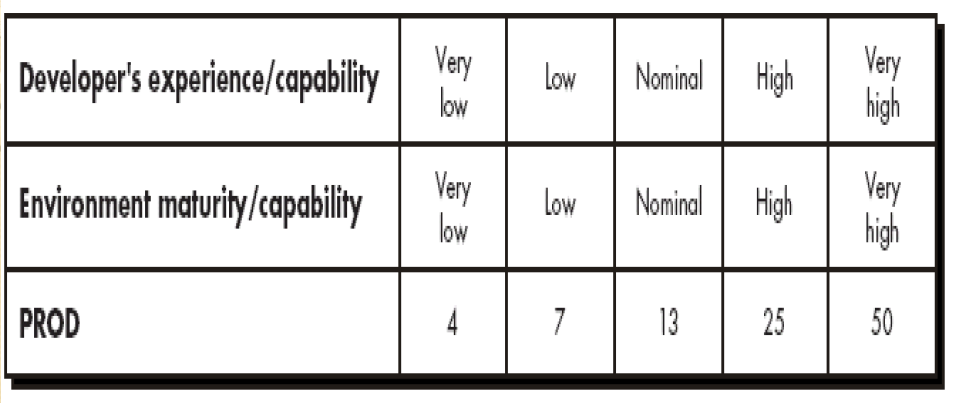 Developer's experience/capability Very low Low Nominal High Very high
Environment maturity/capability Very low Low Nominal High Very high
PROD 4 7 13 25 50